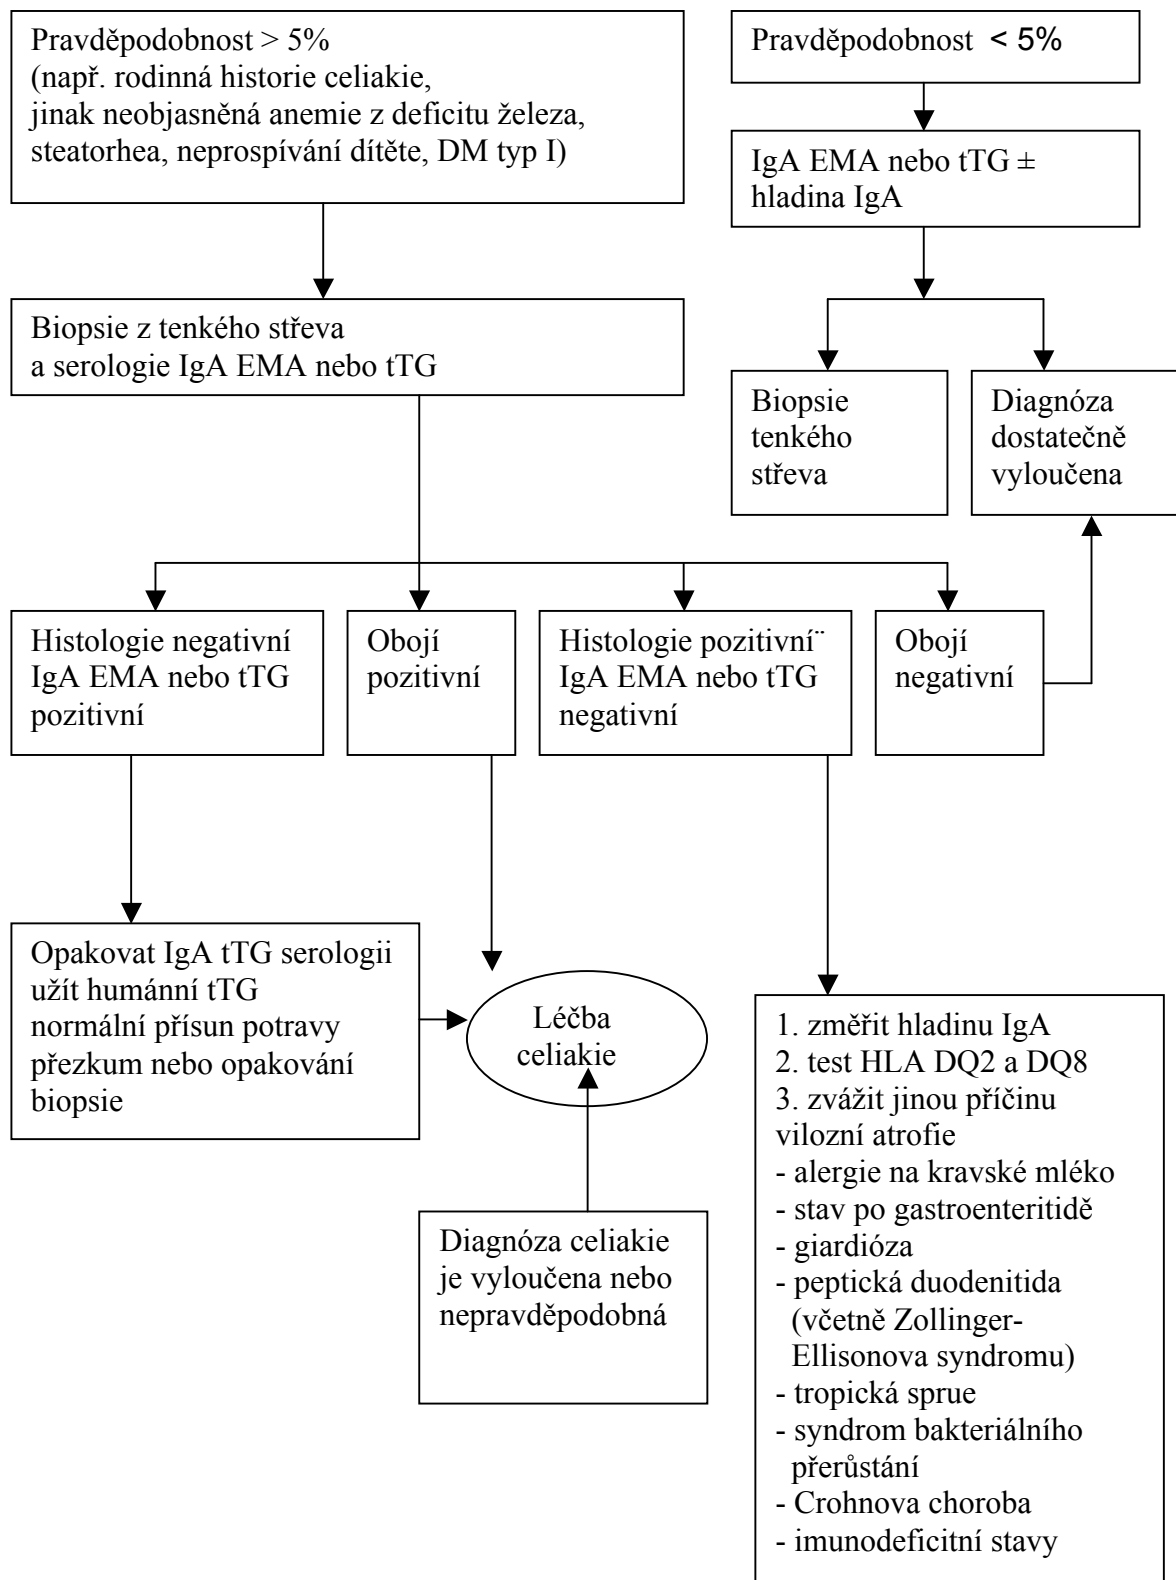 Pravděpodobnost > 5%
(např. rodinná historie celiakie,
jinak neobjasněná anemie z deficitu železa,
steatorhea, neprospívání dítěte, DM typ I)
Pravděpodobnost < 5%
IgA EMA nebo tTG ±
hladina IgA
Biopsie z tenkého střeva
a serologie IgA EMA nebo tTG
Biopsie
tenkého
střeva
Diagnóza
dostatečně
vyloučena
Histologie negativní
IgA EMA nebo tTG
pozitivní
Obojí
pozitivní
Histologie pozitivní¨
IgA EMA nebo tTG
negativní
Obojí
negativní
Opakovat IgA tTG serologii
užít humánní tTG
normální přísun potravy
přezkum nebo opakování
biopsie
Léčba
celiakie
Diagnóza celiakie
je vyloučena nebo
nepravděpodobná
1. změřit hladinu IgA
2. test HLA DQ2 a DQ8
3. zvážit jinou příčinu
vilozní atrofie
- alergie na kravské mléko
- stav po gastroenteritidě
- giardióza
- peptická duodenitida
(včetně Zollinger-
Ellisonova syndromu)
- tropická sprue
- syndrom bakteriálního
přerůstání
- Crohnova choroba
- imunodeficitní stavy